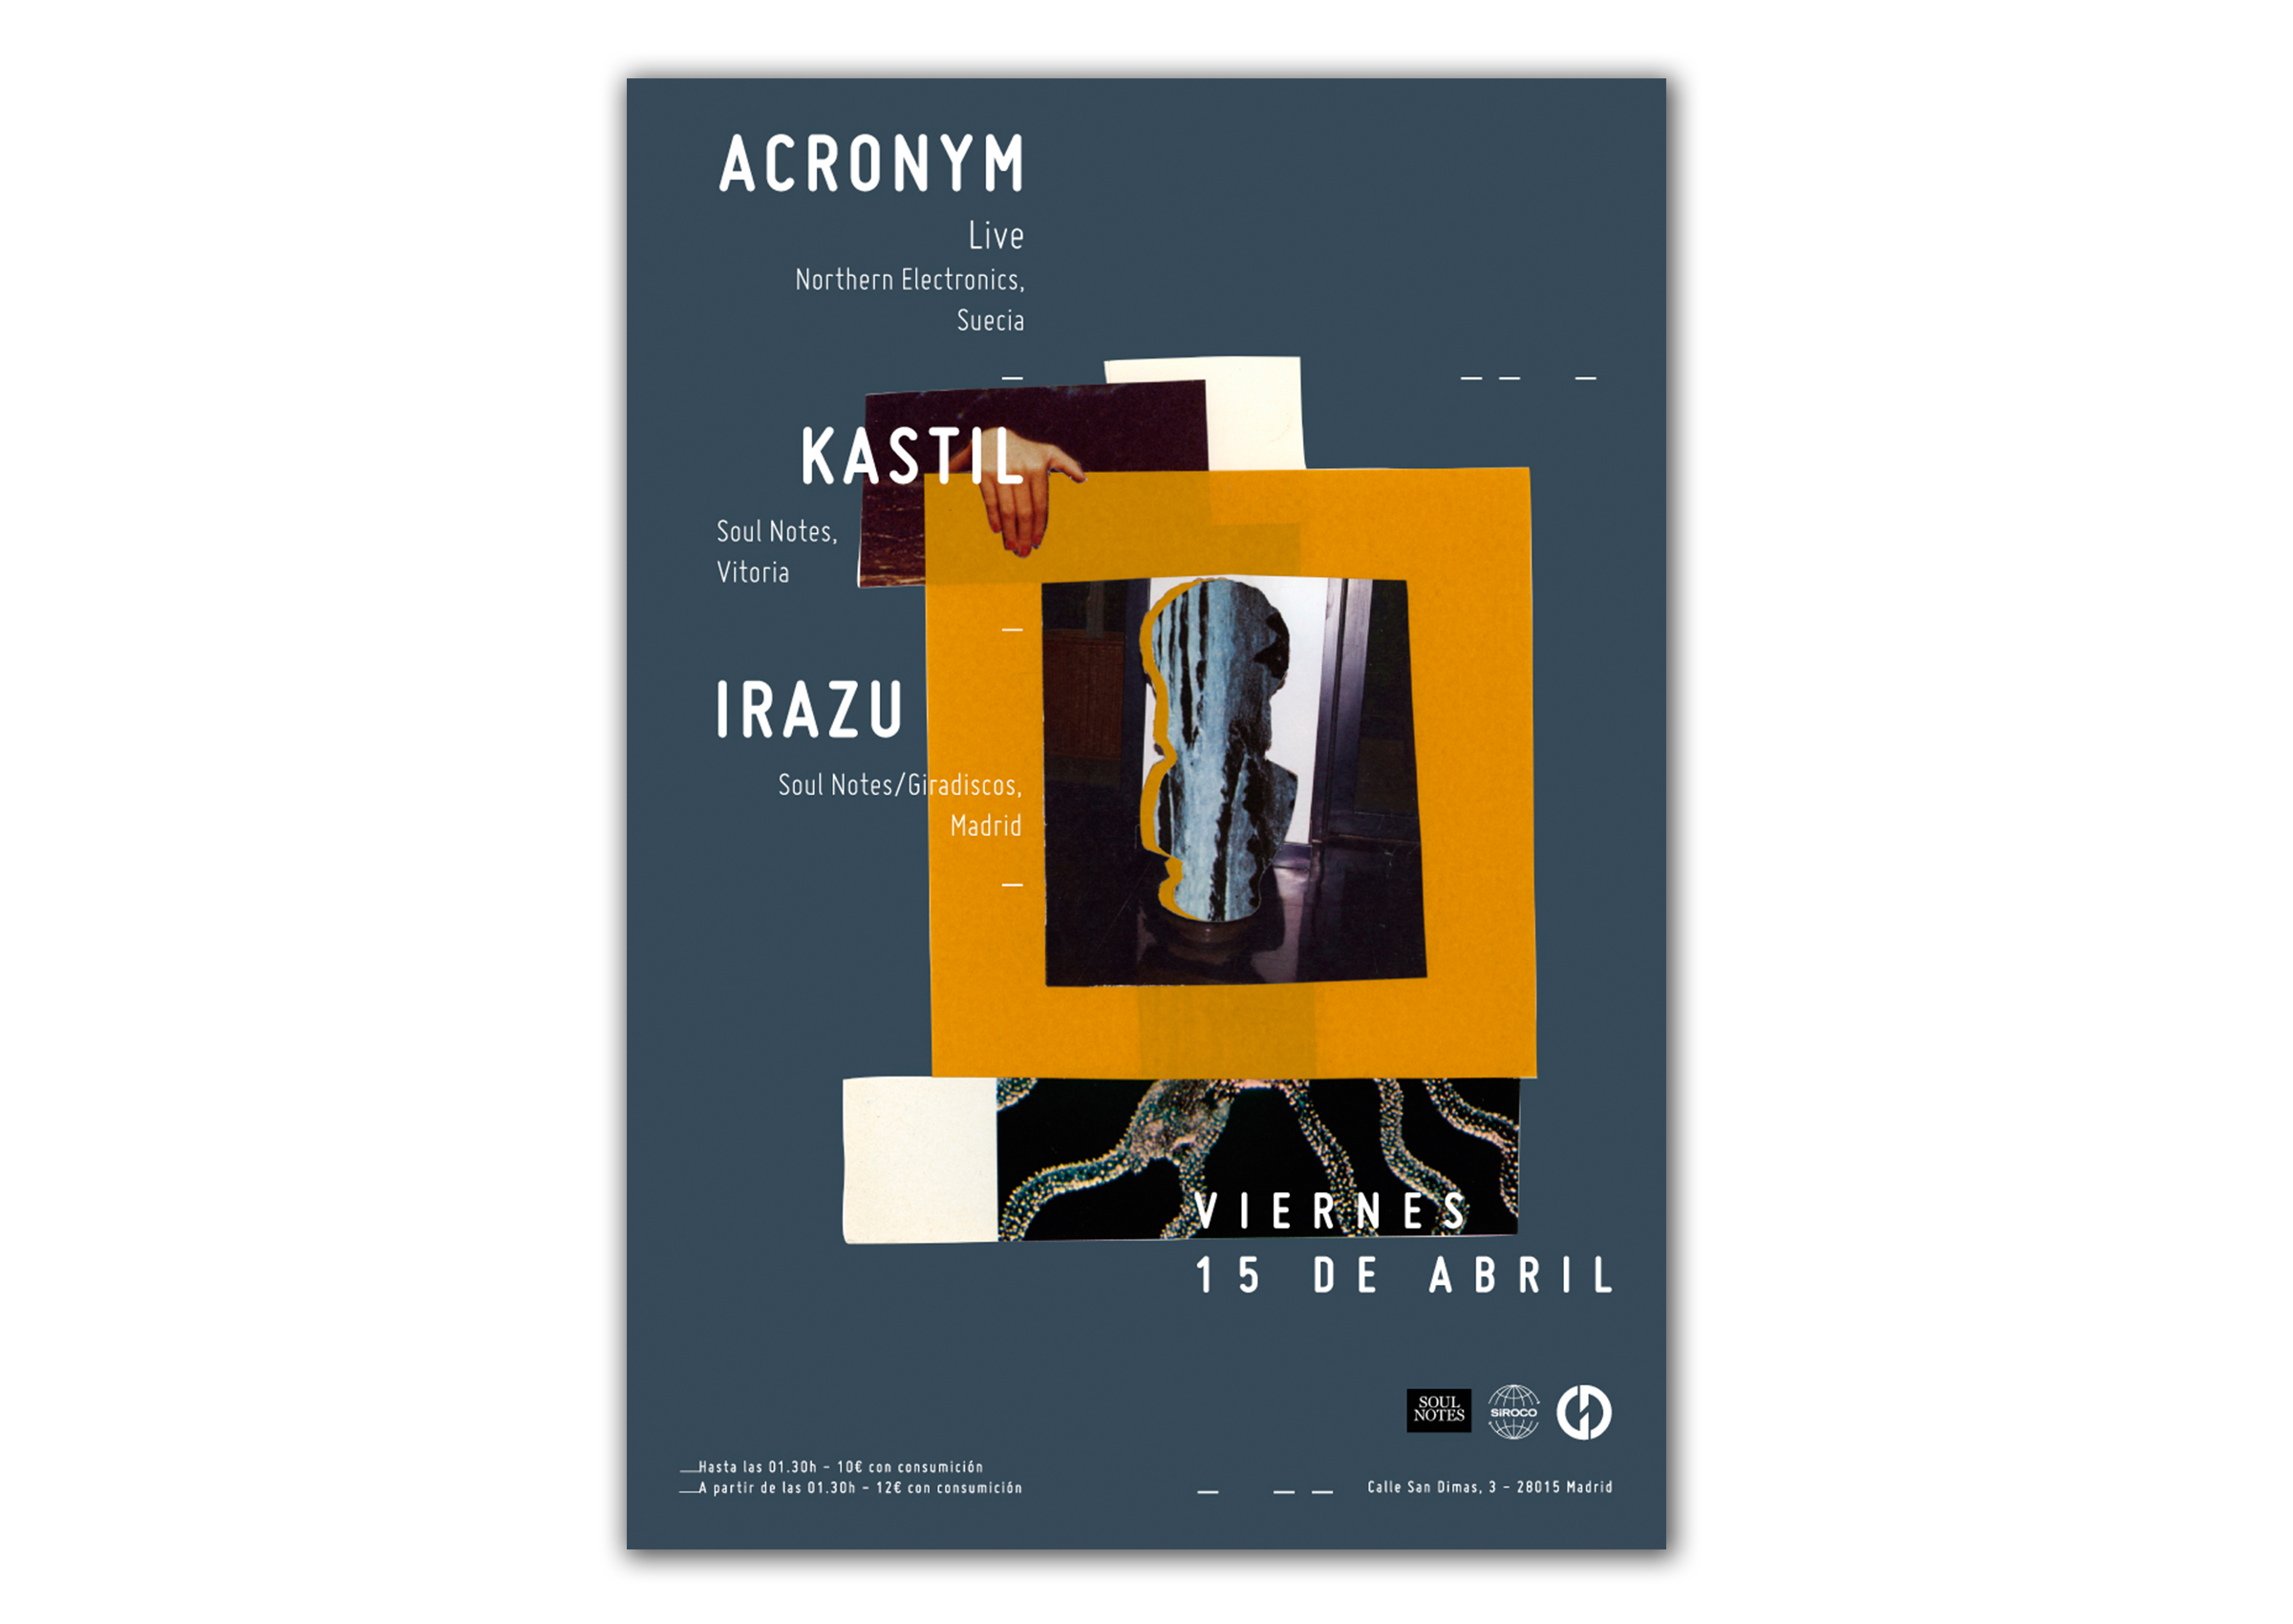 ACRONYM
Live
Northern Electronics,
Suecia
KASTIL
Soul Notes,
Vitoria
IRAZU
Soul Notes/Giradiscos,
Madrid
VIERNES
15 DE ABRIL
SOUL
NOTES
SiROCO
Hasta las 01.30h – 10€ con consumición
A partir de las 01.30h – 12€ con consumición
Calle San Dimas, 3 – 28015 Madrid